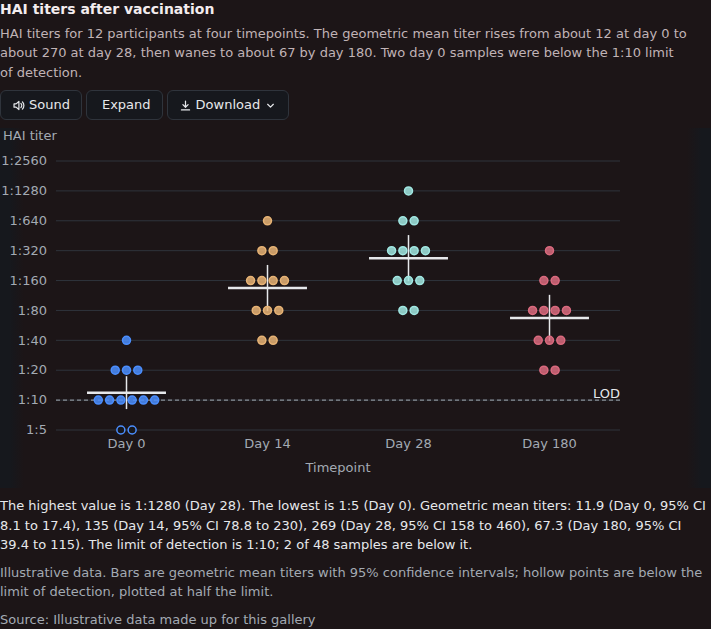 HAI titers after vaccination
HAI titers for 12 participants at four timepoints. The geometric mean titer rises from about 12 at day 0 to
about 270 at day 28, then wanes to about 67 by day 180. Two day 0 samples were below the 1:10 limit
of detection.
Sound Expand Download
HAI titer
1:2560
1:1280
1:640
1:320
1:160
1:80
1:40
1:20
1:10
LOD
1:5
Day 0 Day 14 Day 28 Day 180
Timepoint
The highest value is 1:1280 (Day 28). The lowest is 1:5 (Day 0). Geometric mean titers: 11.9 (Day 0, 95% CI
8.1 to 17.4), 135 (Day 14, 95% CI 78.8 to 230), 269 (Day 28, 95% CI 158 to 460), 67.3 (Day 180, 95% CI
39.4 to 115). The limit of detection is 1:10; 2 of 48 samples are below it.
Illustrative data. Bars are geometric mean titers with 95% confidence intervals; hollow points are below the
limit of detection, plotted at half the limit.
Source: Illustrative data made up for this gallery